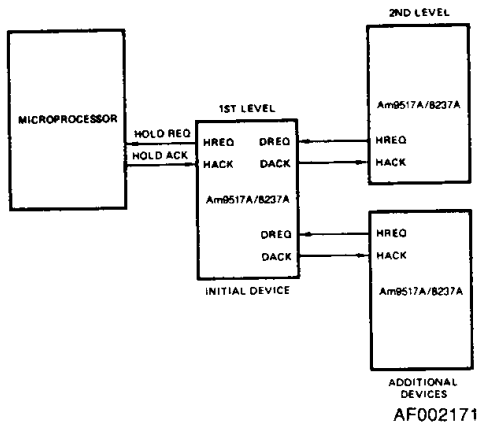 2ND LEVEL
1ST LEVEL
MICROPROCESSOR
Am9517A/8237A
HOLD REQ
HREQ
DREQ
HREQ
HOLD ACK
HACK
DACK
HACK
Am9517A/8237A
DREQ
HREQ
DACK
HACK
INITIAL DEVICE
Am9517A/8237A
ADDITIONAL
DEVICES
AF002171